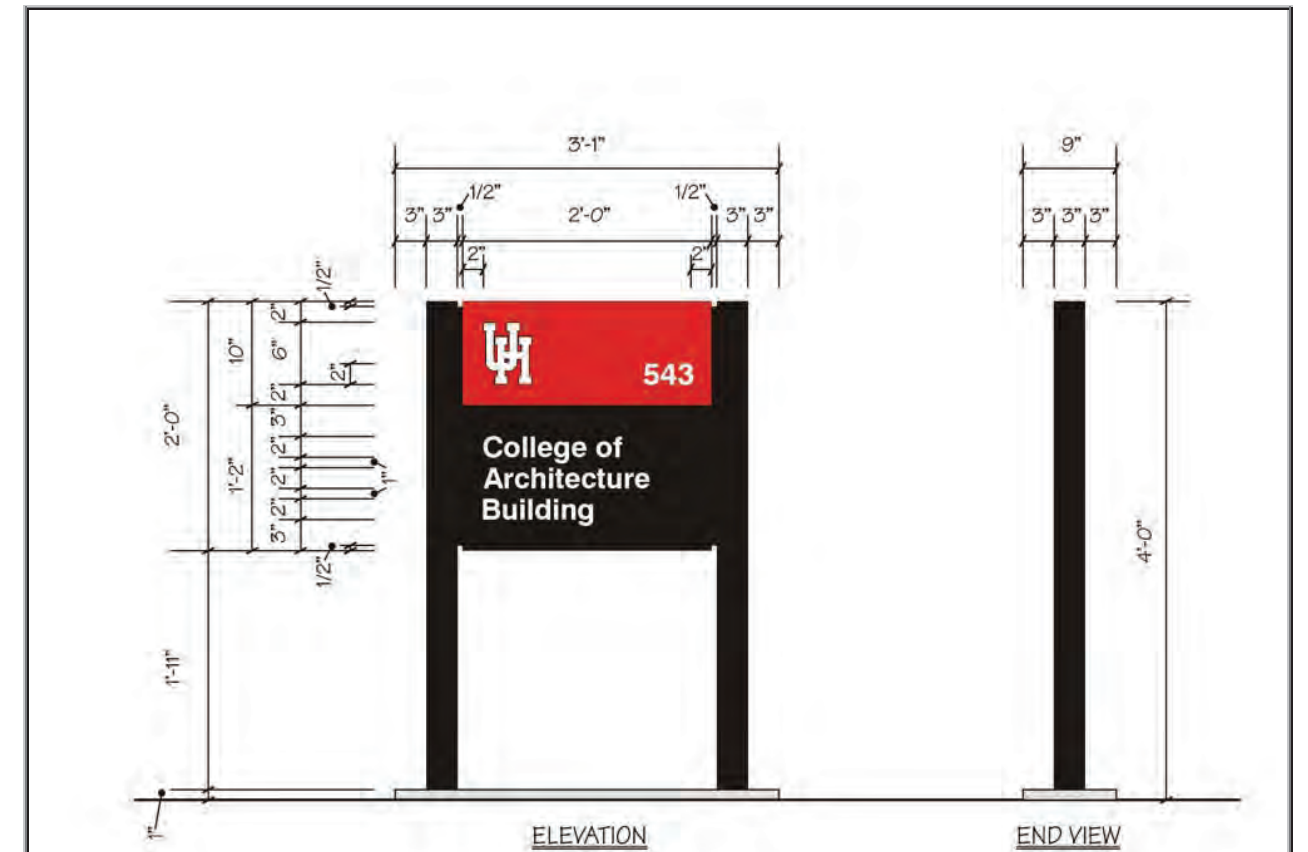 3'-1"
9"
1/2" 1/2"
3" 3" 2'-0" 3" 3" 3" 3" 3"
2" 2"
1/2"
2"
10" 6" 2"
2"
2'-0" 3"
2"
1'-2" 2" 1"
2"
3"
1/2"
UH
543
College of
Architecture
Building
4'-0"
1'-11"
1"
ELEVATION END VIEW